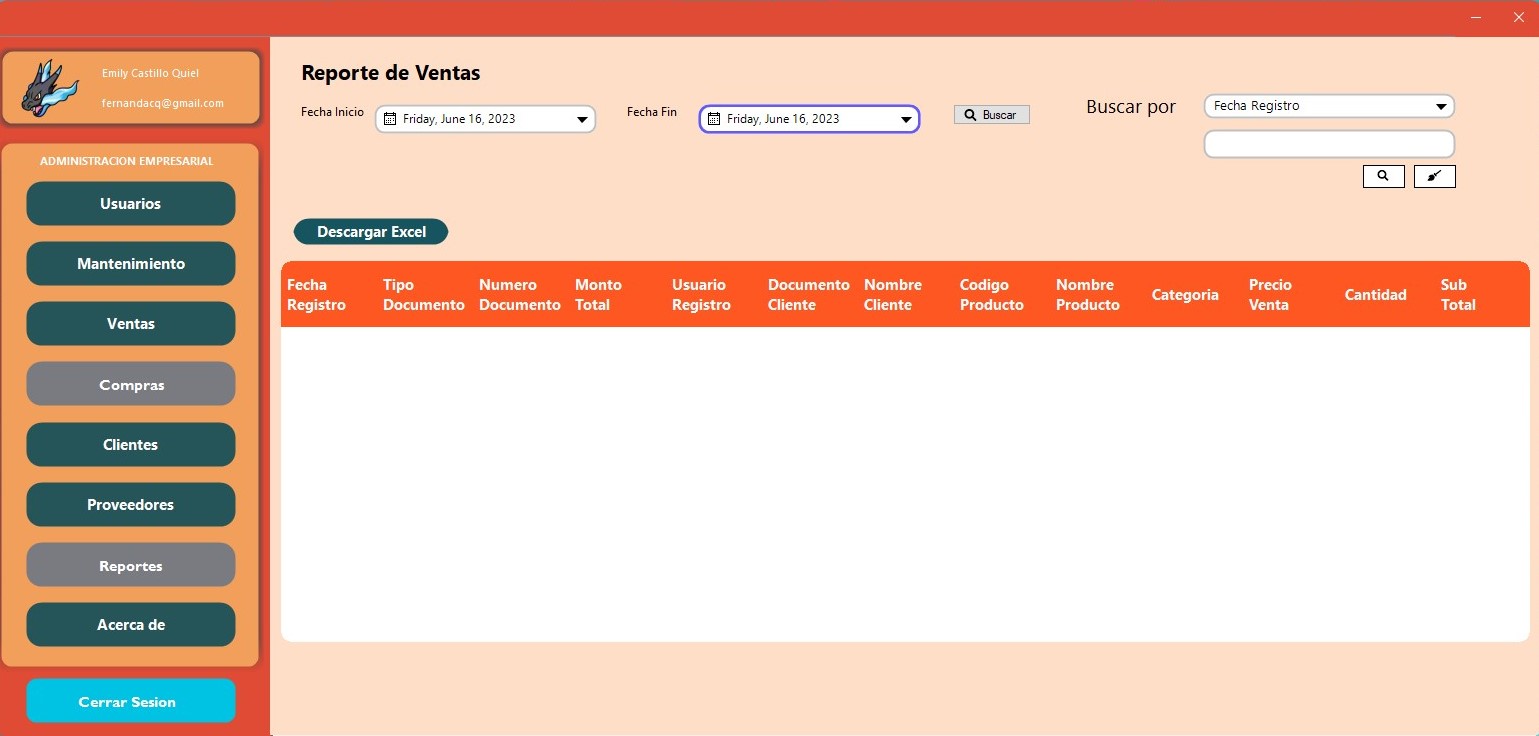 Emily Castillo Quiel
fernandacq@gmail.com
ADMINISTRACION EMPRESARIAL
Usuarios
Mantenimiento
Ventas
Compras
Clientes
Proveedores
Reportes
Acerca de
Cerrar Sesion
Reporte de Ventas
Fecha Inicio
Friday, June 16, 2023
Fecha Fin
Friday, June 16, 2023
Buscar
Buscar por
Fecha Registro
Descargar Excel
Fecha
Registro
Tipo
Documento
Numero
Documento
Monto
Total
Usuario
Registro
Documento
Cliente
Nombre
Cliente
Codigo
Producto
Nombre
Producto
Categoria
Precio
Venta
Cantidad
Sub
Total